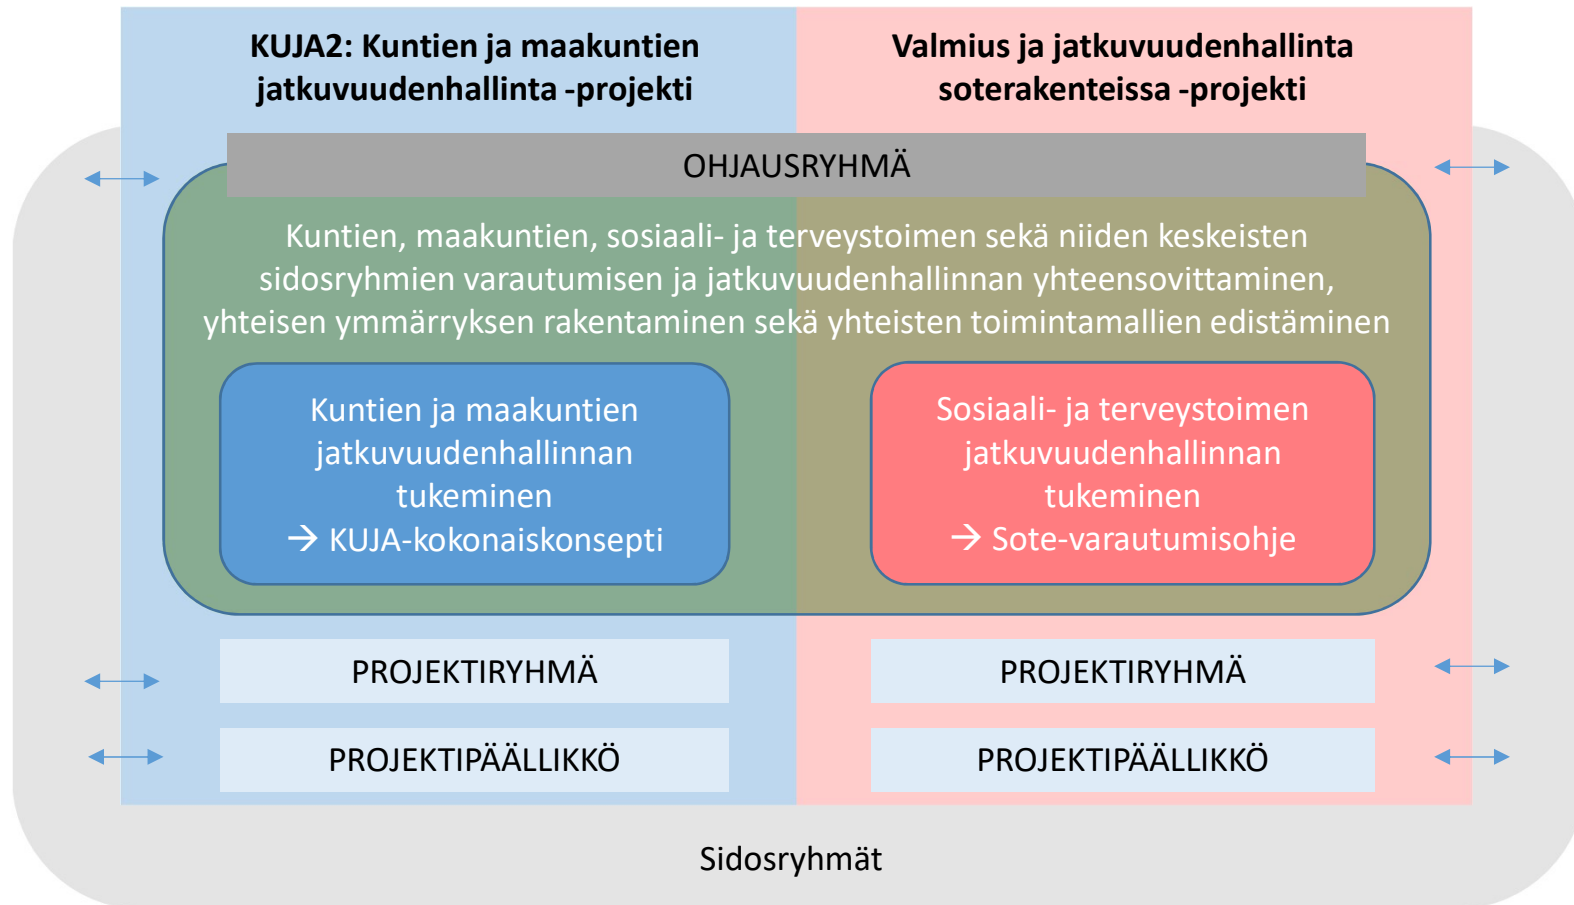 KUJA2: Kuntien ja maakuntien
jatkuvuudenhallinta -projekti
Valmius ja jatkuvuudenhallinta
soterakenteissa -projekti
OHJAUSRYHMÄ
Kuntien, maakuntien, sosiaali- ja terveystoimen sekä niiden keskeisten
sidosryhmien varautumisen ja jatkuvuudenhallinnan yhteensovittaminen,
yhteisen ymmärryksen rakentaminen sekä yhteisten toimintamallien edistäminen
Kuntien ja maakuntien
jatkuvuudenhallinnan
tukeminen
→ KUJA-kokonaiskonsepti
Sosiaali- ja terveystoimen
jatkuvuudenhallinnan
tukeminen
→ Sote-varautumisohje
PROJEKTIRYHMÄ
PROJEKTIRYHMÄ
PROJEKTIPÄÄLLIKKÖ
PROJEKTIPÄÄLLIKKÖ
Sidosryhmät